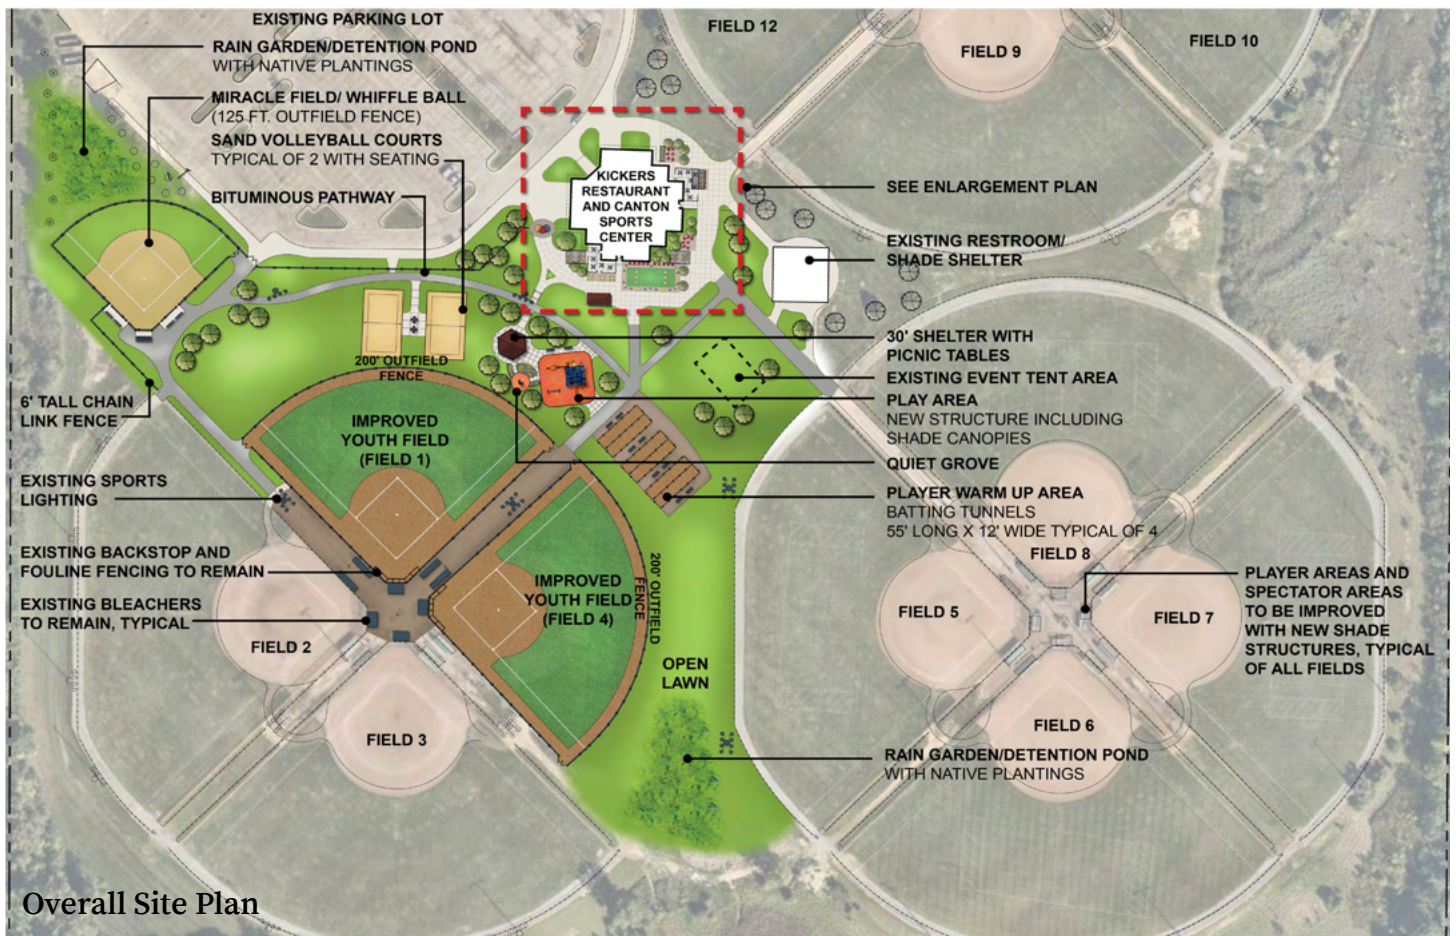 EXISTING PARKING LOT
RAIN GARDEN/DETENTION POND
WITH NATIVE PLANTINGS
MIRACLE FIELD/ WHIFFLE BALL
(125 FT. OUTFIELD FENCE)
SAND VOLLEYBALL COURTS
TYPICAL OF 2 WITH SEATING
BITUMINOUS PATHWAY
FIELD 12
FIELD 9
FIELD 10
KICKERS
RESTAURANT
AND CANTON
SPORTS
CENTER
SEE ENLARGEMENT PLAN
EXISTING RESTROOM/
SHADE SHELTER
30' SHELTER WITH
PICNIC TABLES
EXISTING EVENT TENT AREA
PLAY AREA
NEW STRUCTURE INCLUDING
SHADE CANOPIES
QUIET GROVE
PLAYER WARM UP AREA
BATTING TUNNELS
55' LONG X 12' WIDE TYPICAL OF 4
200' OUTFIELD
FENCE
6' TALL CHAIN
LINK FENCE
IMPROVED
YOUTH FIELD
(FIELD 1)
EXISTING SPORTS
LIGHTING
EXISTING BACKSTOP AND
FOULINE FENCING TO REMAIN
EXISTING BLEACHERS
TO REMAIN, TYPICAL
IMPROVED
YOUTH FIELD
(FIELD 4)
200' OUTFIELD
FENCE
FIELD 2
FIELD 3
OPEN
LAWN
FIELD 8
FIELD 5
FIELD 7
FIELD 6
PLAYER AREAS AND
SPECTATOR AREAS
TO BE IMPROVED
WITH NEW SHADE
STRUCTURES, TYPICAL
OF ALL FIELDS
RAIN GARDEN/DETENTION POND
WITH NATIVE PLANTINGS
Overall Site Plan